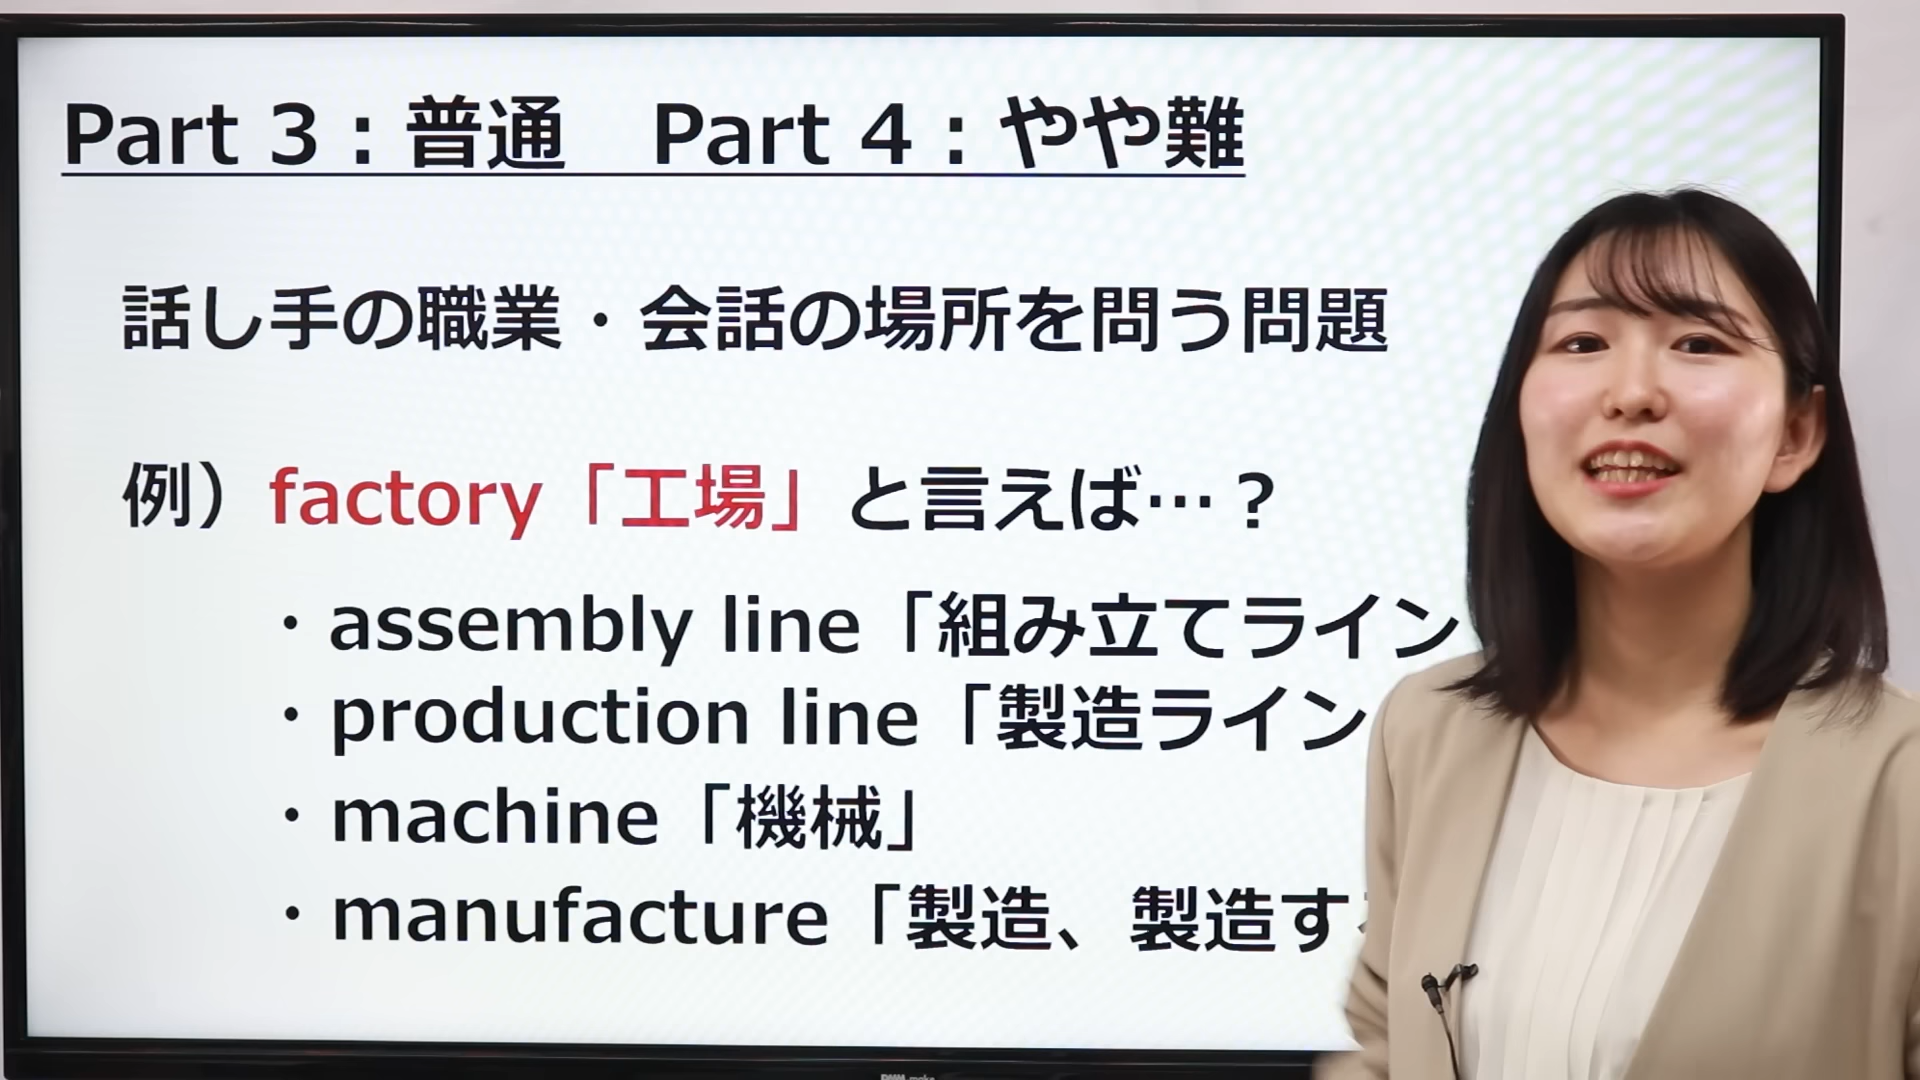 Part 3：普通　Part 4：やや難
話し手の職業・会話の場所を問う問題
例）factory「工場」と言えば…？
・assembly line「組み立てライン
・production line「製造ライン
・machine「機械」
・manufacture「製造、製造す
DMM.make